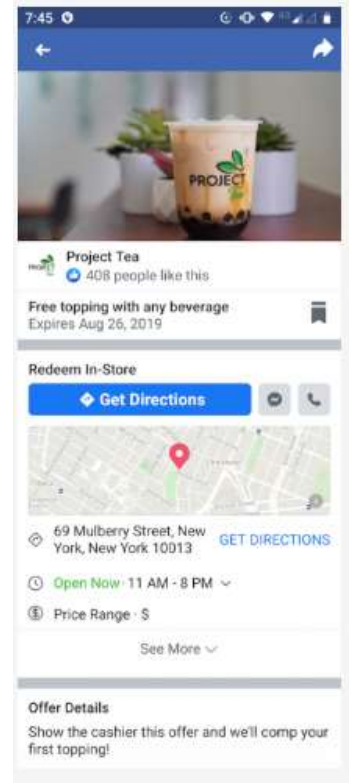 7:45
PROJECT
Tea
Project Tea
408 people like this
Free topping with any beverage
Expires Aug 26, 2019
Redeem In-Store
Get Directions
69 Mulberry Street, New
York, New York 10013
GET DIRECTIONS
Open Now · 11 AM - 8 PM
Price Range · $
See More
Offer Details
Show the cashier this offer and we'll comp your
first topping!